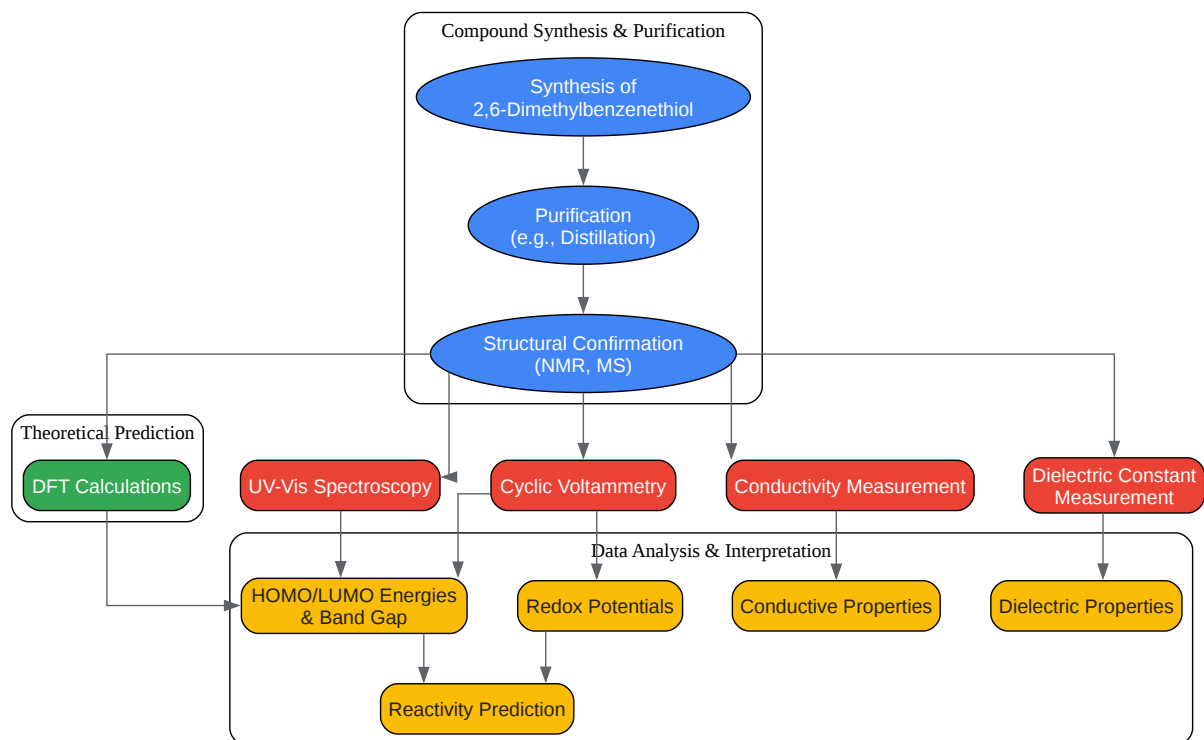 Compound Synthesis & Purification
Synthesis of
2,6-Dimethylbenzenethiol
Purification
(e.g., Distillation)
Structural Confirmation
(NMR, MS)
Theoretical Prediction
DFT Calculations
UV-Vis Spectroscopy
Cyclic Voltammetry
Conductivity Measurement
Dielectric Constant
Measurement
Data Analysis & Interpretation
HOMO/LUMO Energies
& Band Gap
Redox Potentials
Conductive Properties
Dielectric Properties
Reactivity Prediction